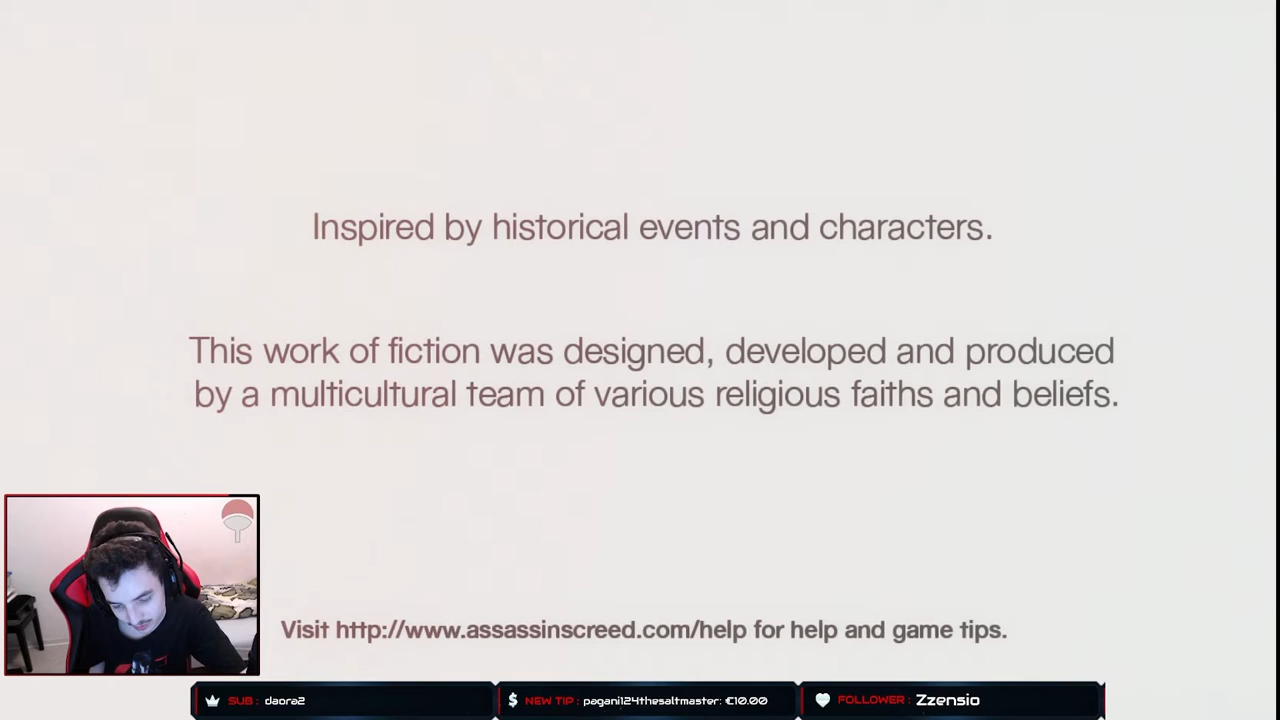 Inspired by historical events and characters.
This work of fiction was designed, developed and produced
by a multicultural team of various religious faiths and beliefs.
Visit http://www.assassinscreed.com/help for help and game tips.
SUB : daora2
$ NEW TIP : pagani124thesaltmaster: €10.00
FOLLOWER : Zzensio